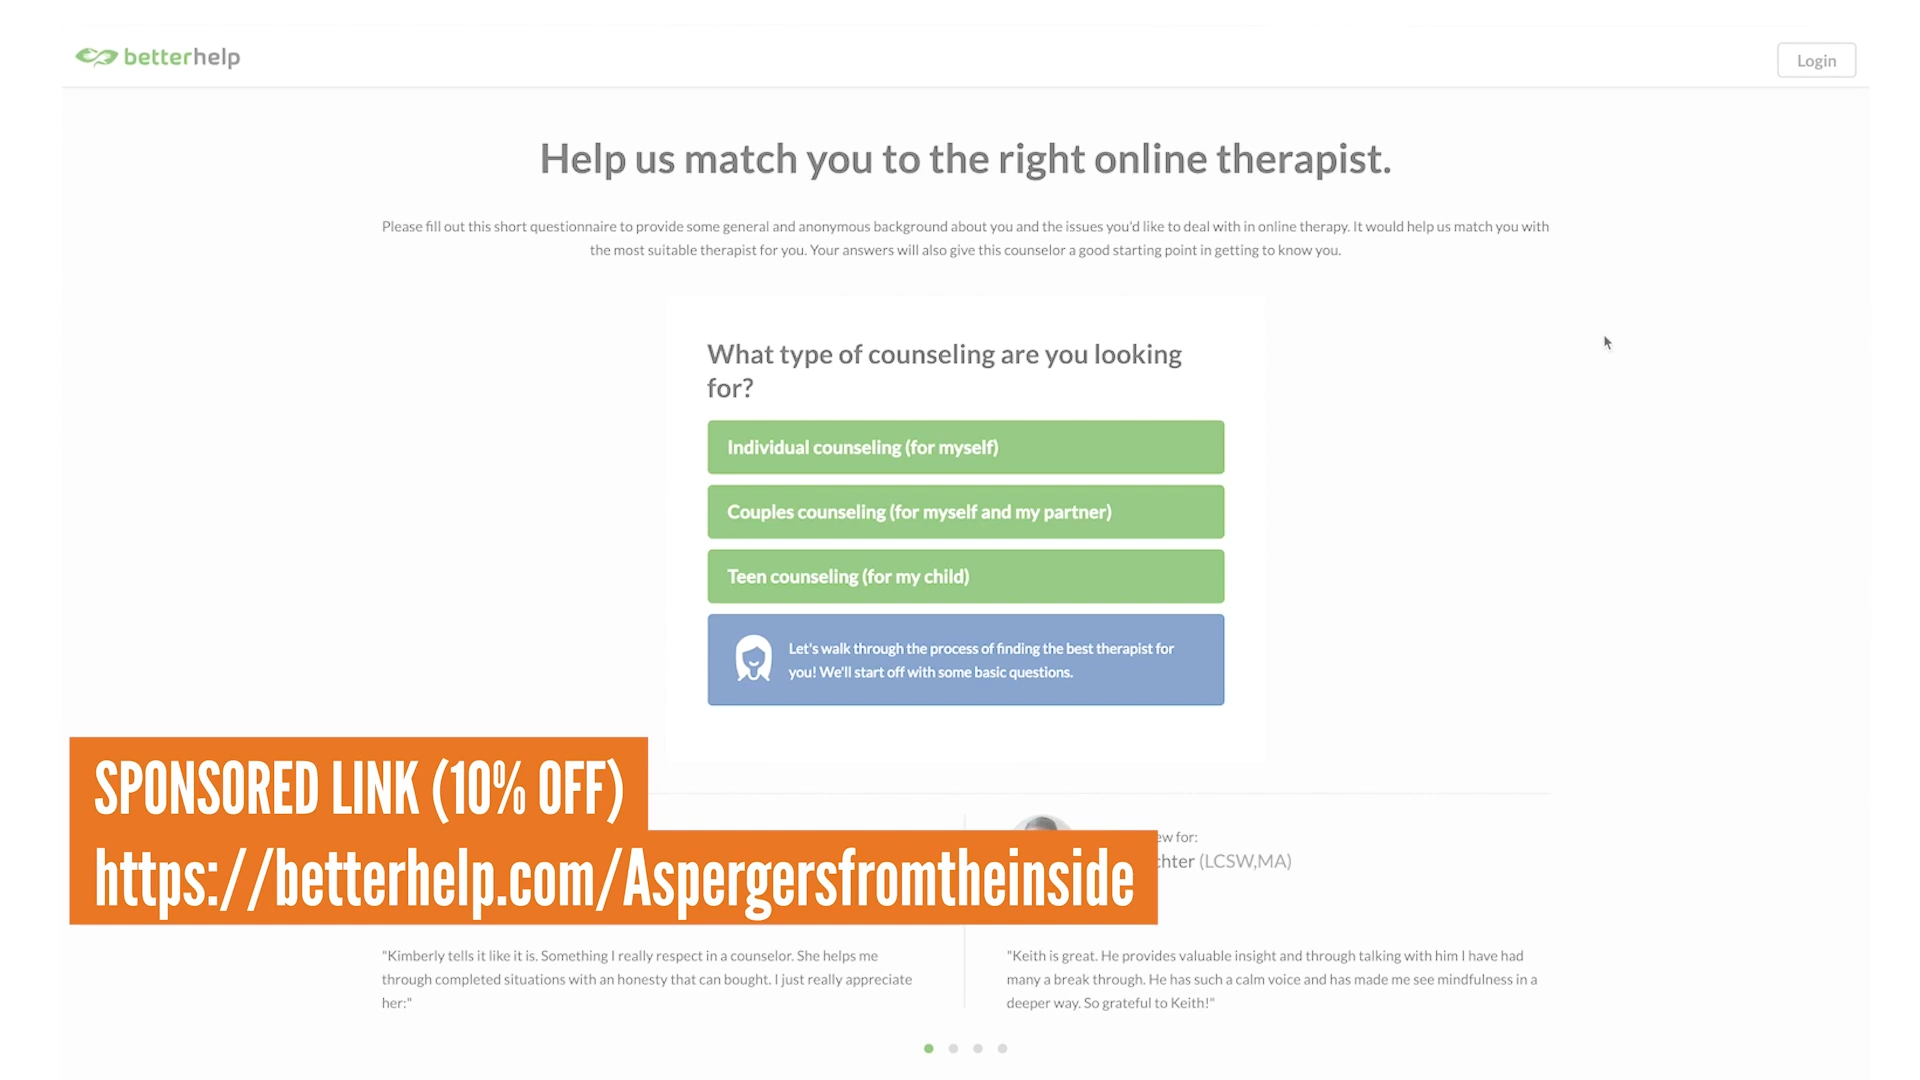 betterhelp
Login
Help us match you to the right online therapist.
Please fill out this short questionnaire to provide some general and anonymous background about you and the issues you'd like to deal with in online therapy. It would help us match you with
the most suitable therapist for you. Your answers will also give this counselor a good starting point in getting to know you.
What type of counseling are you looking
for?
Individual counseling (for myself)
Couples counseling (for myself and my partner)
Teen counseling (for my child)
Let's walk through the process of finding the best therapist for
you! We'll start off with some basic questions.
SPONSORED LINK (10% OFF)
https://betterhelp.com/Aspergersfromtheinside
for:
(LCSW,MA)
"Kimberly tells it like it is. Something I really respect in a counselor. She helps me
through completed situations with an honesty that can bought. I just really appreciate
her:"
"Keith is great. He provides valuable insight and through talking with him I have had
many a break through. He has such a calm voice and has made me see mindfulness in a
deeper way. So grateful to Keith!"